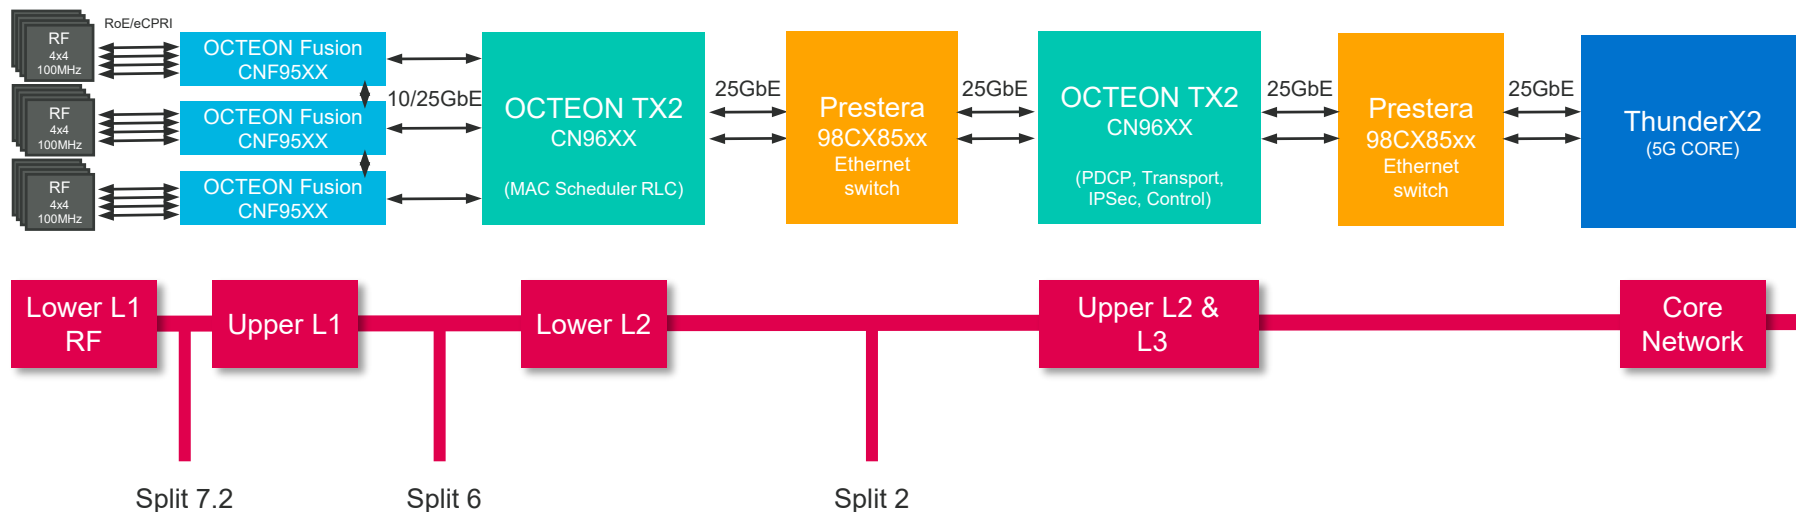 RoE/eCPRI
RF
4x4
100MHz
RF
4x4
100MHz
RF
4x4
100MHz
OCTEON Fusion
CNF95XX
OCTEON Fusion
CNF95XX
OCTEON Fusion
CNF95XX
10/25GbE
OCTEON TX2
CN96XX
(MAC Scheduler RLC)
25GbE
Prestera
98CX85xx
Ethernet
switch
25GbE
OCTEON TX2
CN96XX
(PDCP, Transport,
IPSec, Control)
25GbE
Prestera
98CX85xx
Ethernet
switch
25GbE
ThunderX2
(5G CORE)
Lower L1
RF
Upper L1
Lower L2
Upper L2 &
L3
Core
Network
Split 7.2
Split 6
Split 2